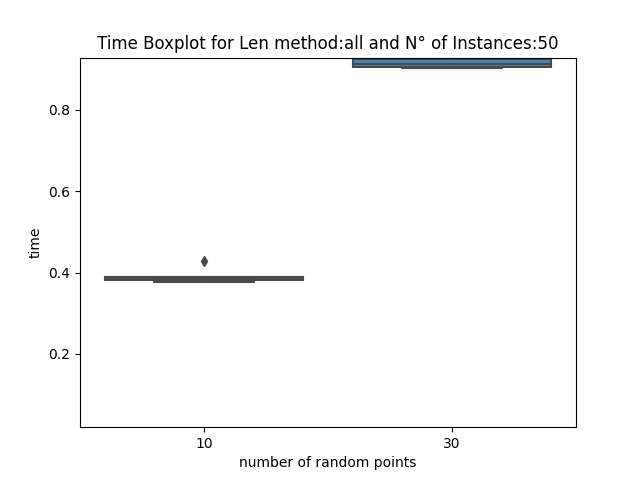 Time Boxplot for Len method:all and N° of Instances:50
0.8
0.6
0.4
0.2
time
10
30
number of random points